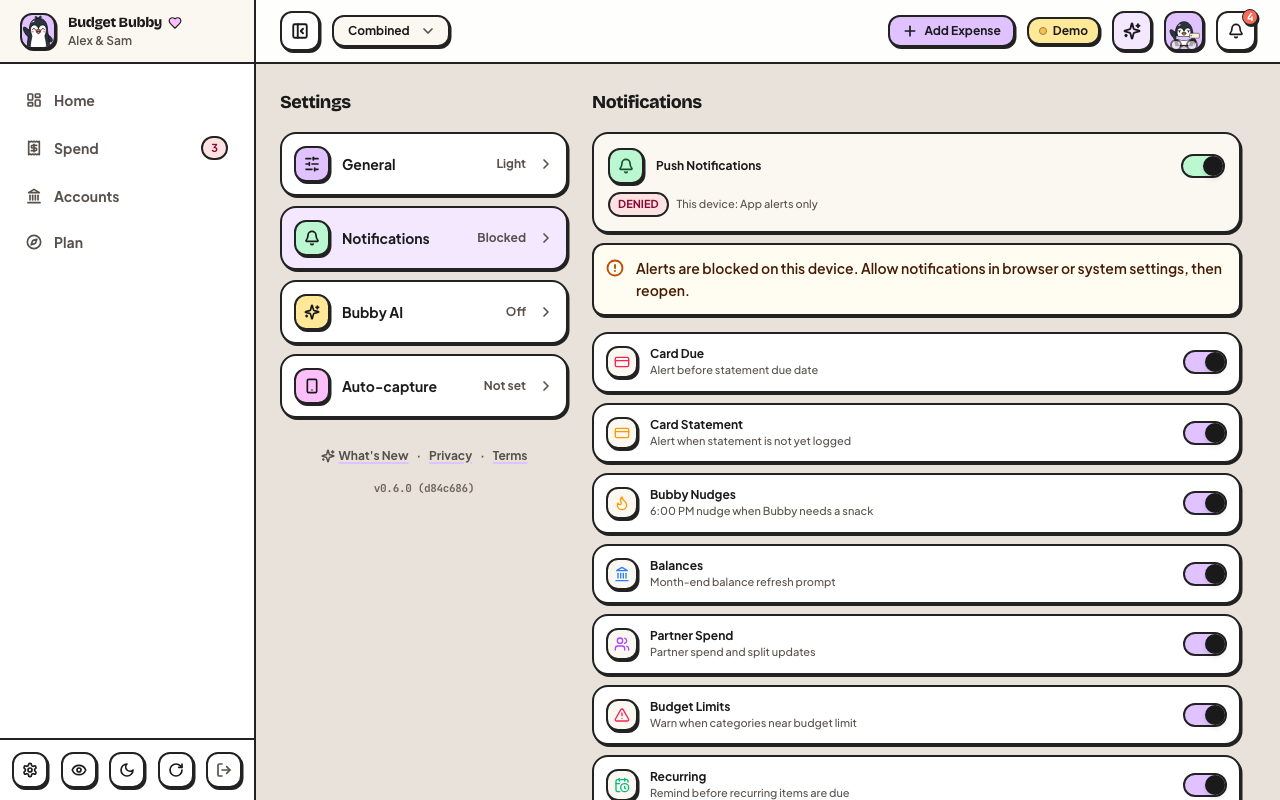 Budget Bubby
Alex & Sam
Combined
Add Expense
Demo
4
Home
Spend
3
Accounts
Plan
Settings
General
Light
Notifications
Blocked
Bubby AI
Off
Auto-capture
Not set
What's New · Privacy · Terms
v0.6.0 (d84c686)
Notifications
Push Notifications
DENIED
This device: App alerts only
Alerts are blocked on this device. Allow notifications in browser or system settings, then
reopen.
Card Due
Alert before statement due date
Card Statement
Alert when statement is not yet logged
Bubby Nudges
6:00 PM nudge when Bubby needs a snack
Balances
Month-end balance refresh prompt
Partner Spend
Partner spend and split updates
Budget Limits
Warn when categories near budget limit
Recurring
Remind before recurring items are due